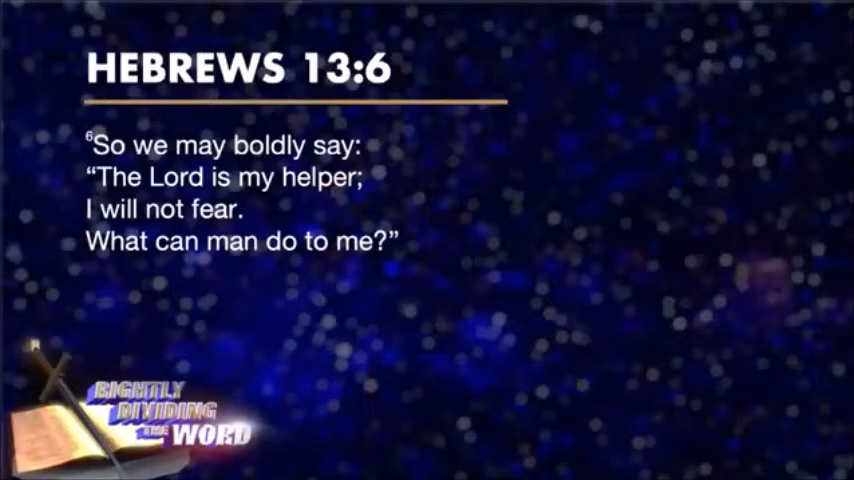 HEBREWS 13:6
⁶So we may boldly say:
“The Lord is my helper;
I will not fear.
What can man do to me?”
RIGHTLY
DIVIDING
THE WORD